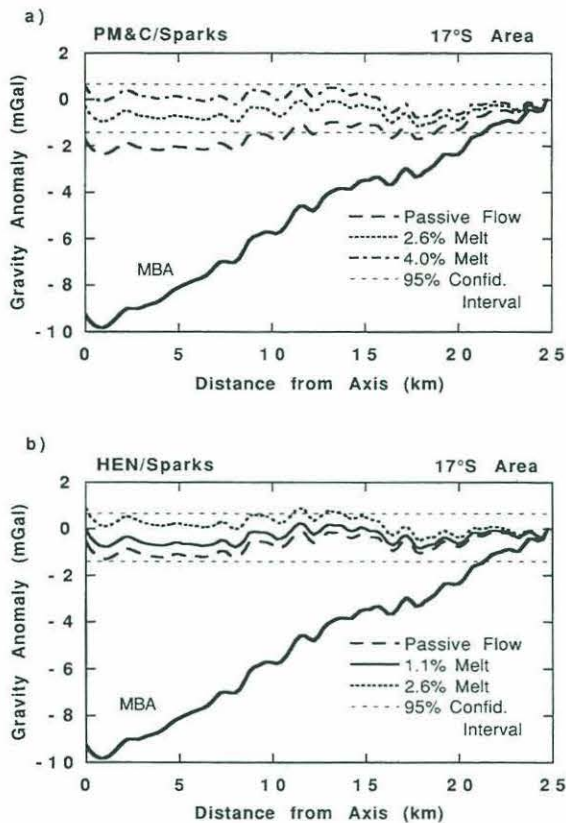 a)
PM&C/Sparks 17°S Area
2
0
-2
-4
-6
-8
-10
Gravity Anomaly (mGal)
MBA
Passive Flow
2.6% Melt
4.0% Melt
95% Confid.
Interval
0 5 10 15 20 25
Distance from Axis (km)
b)
HEN/Sparks 17°S Area
2
0
-2
-4
-6
-8
-10
Gravity Anomaly (mGal)
MBA
Passive Flow
1.1% Melt
2.6% Melt
95% Confid.
Interval
0 5 10 15 20 25
Distance from Axis (km)